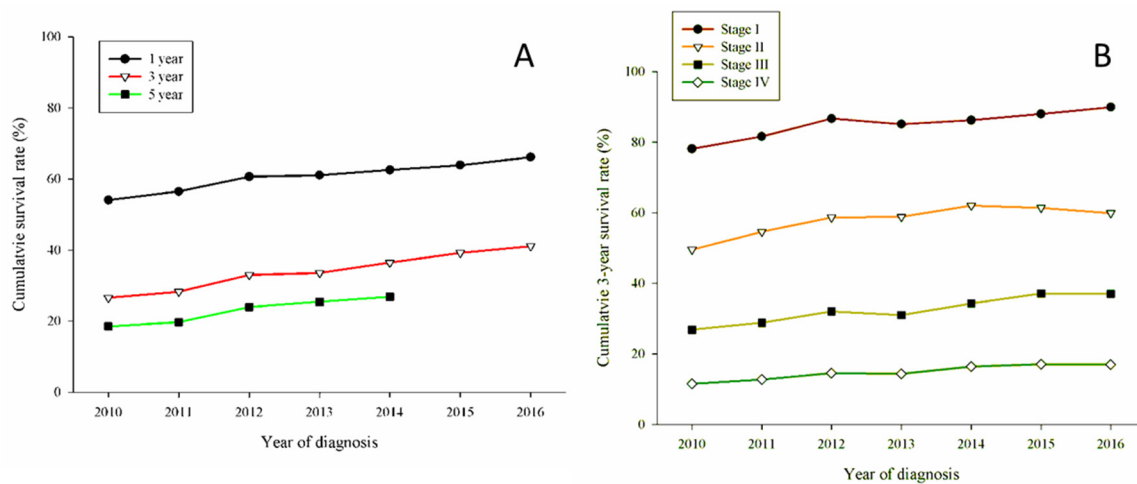 A
1 year
3 year
5 year
100
80
60
40
20
0
Cumulatvie survival rate (%)
2010 2011 2012 2013 2014 2015 2016
Year of diagnosis
B
Stage I
Stage II
Stage III
Stage IV
100
80
60
40
20
0
Cumulatvie 3-year survival rate (%)
2010 2011 2012 2013 2014 2015 2016
Year of diagnosis